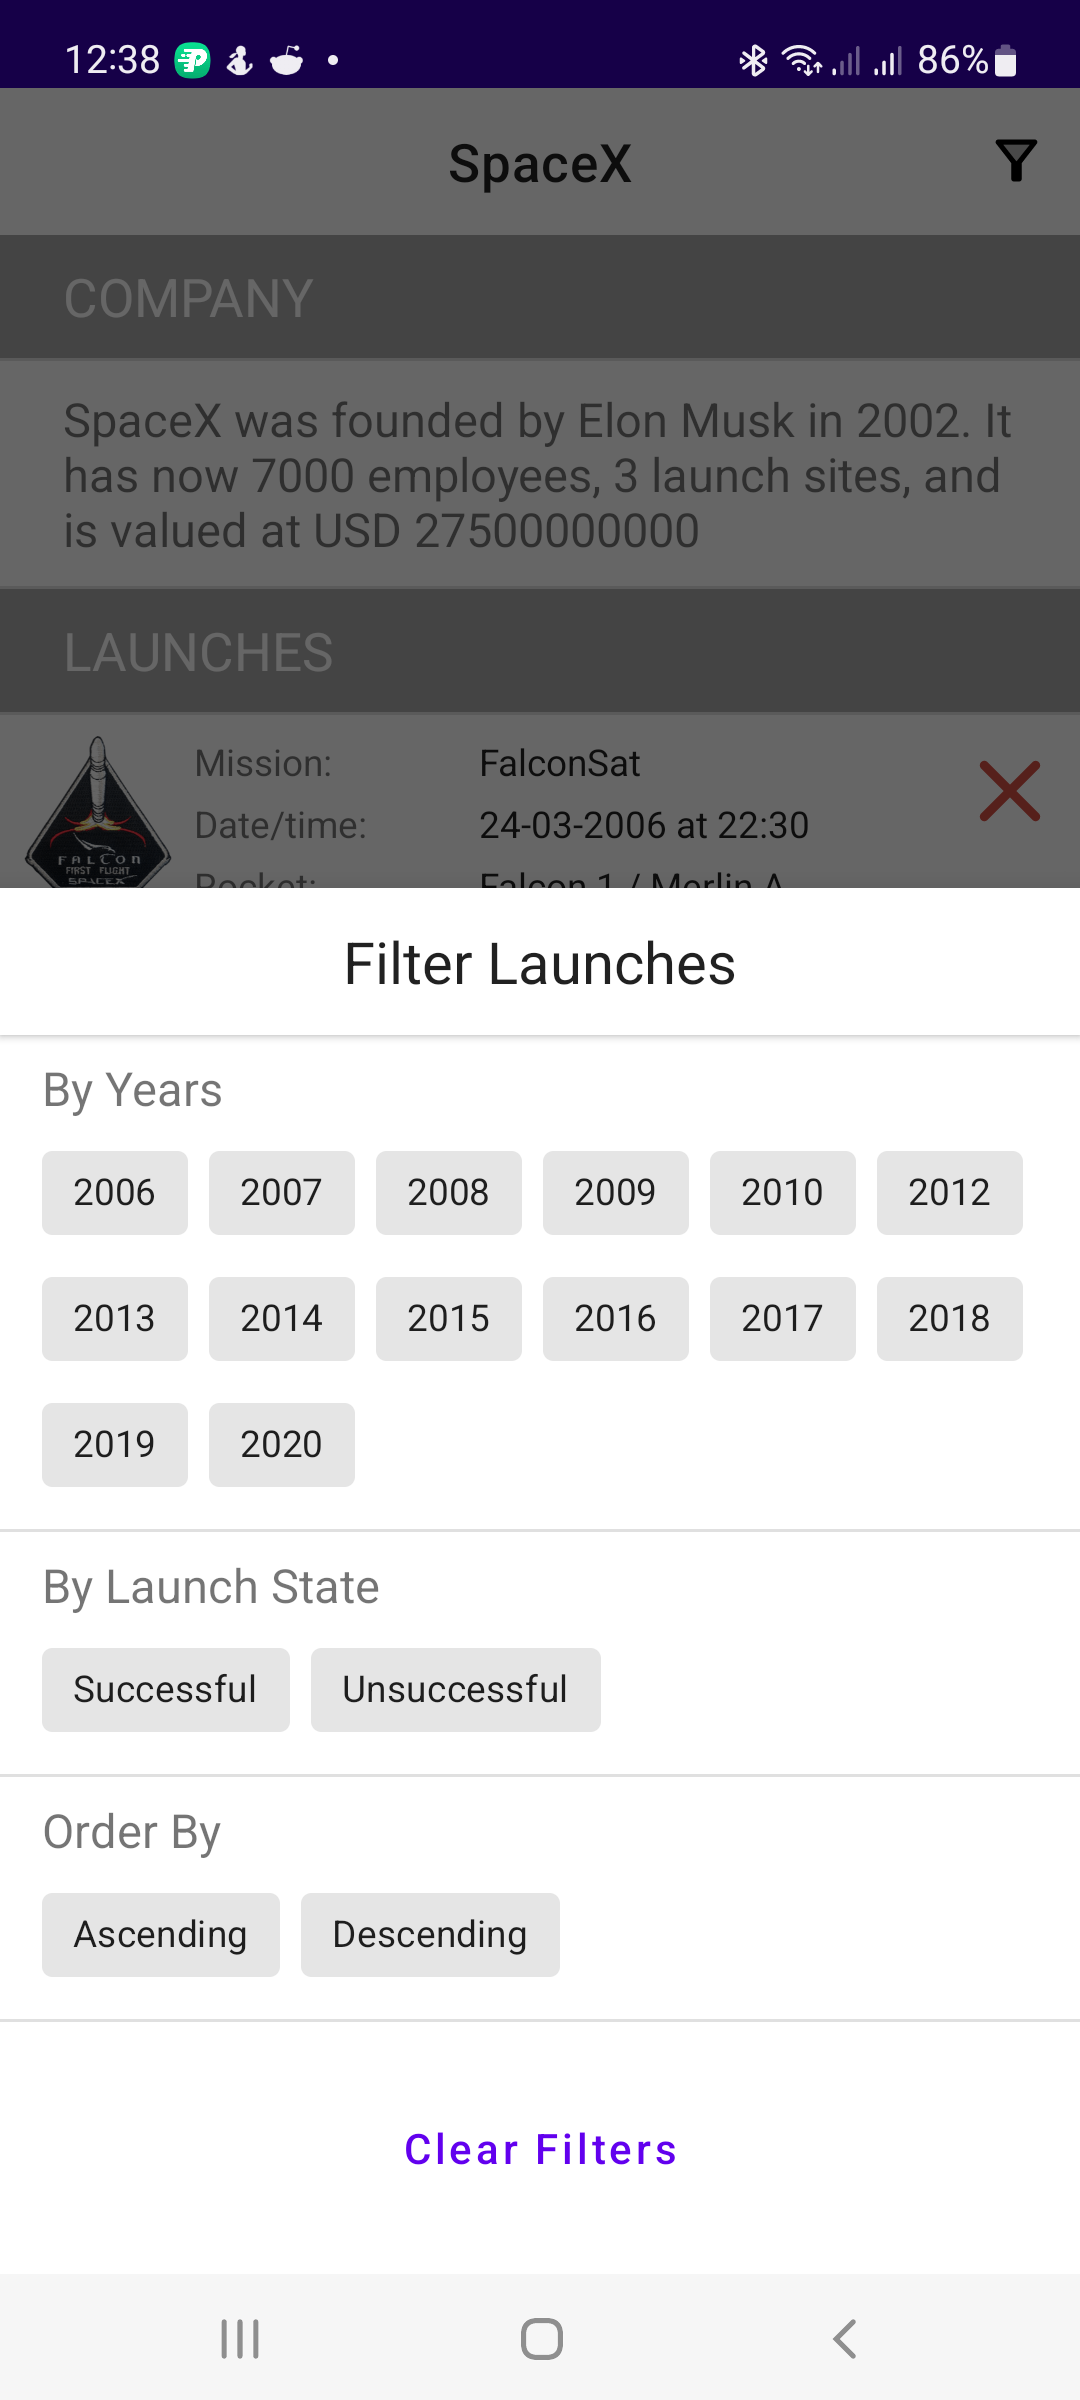 12:38
86%
SpaceX
COMPANY
SpaceX was founded by Elon Musk in 2002. It
has now 7000 employees, 3 launch sites, and
is valued at USD 27500000000
LAUNCHES
Mission: FalconSat
Date/time: 24-03-2006 at 22:30
Rocket: Falcon 1 / Merlin A
FALCON
FIRST FLIGHT
SPACEX
Filter Launches
By Years
2006 2007 2008 2009 2010 2012
2013 2014 2015 2016 2017 2018
2019 2020
By Launch State
Successful Unsuccessful
Order By
Ascending Descending
Clear Filters